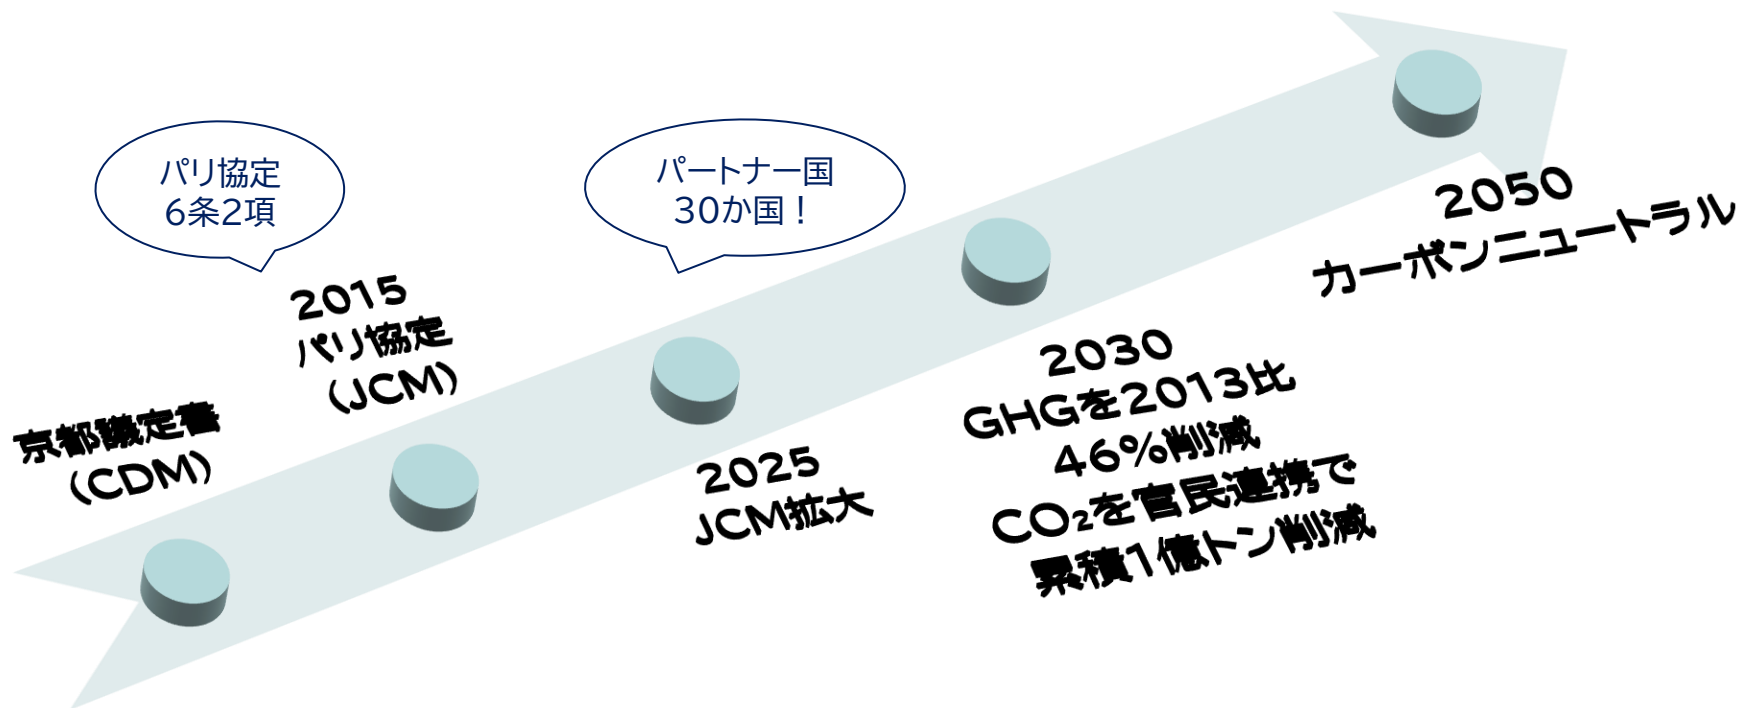 京都議定書
(CDM)
パリ協定
6条2項
2015
パリ協定
(JCM)
パートナー国
30か国！
2025
JCM拡大
2030
GHGを2013比
46%削減
CO₂を官民連携で
累積1億トン削減
2050
カーボンニュートラル